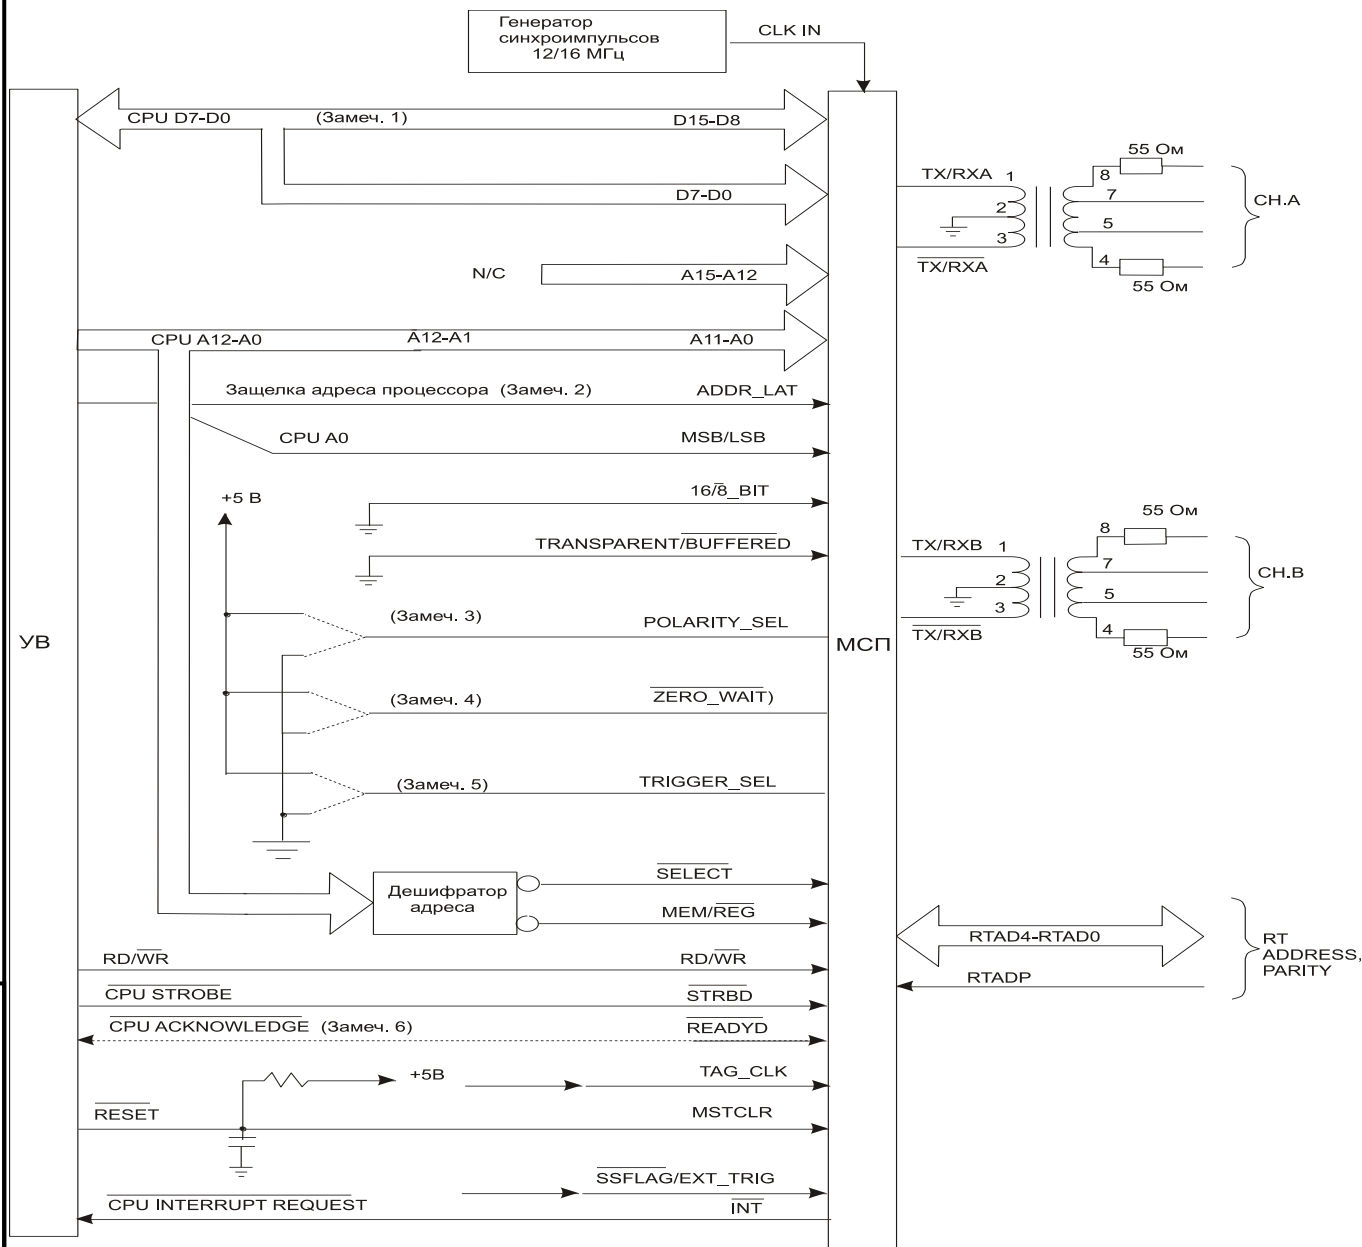 Генератор
синхроимпульсов
12/16 МГц
CLK IN
CPU D7-D0 (Замеч. 1) D15-D8
D7-D0
N/C A15-A12
CPU A12-A0 A12-A1 A11-A0
Защелка адреса процессора (Замеч. 2) ADDR_LAT
CPU A0 MSB/LSB
16/8_BIT
+5 В
TRANSPARENT/BUFFERED
(Замеч. 3) POLARITY_SEL
УВ
МСП
(Замеч. 4) ZERO_WAIT)
(Замеч. 5) TRIGGER_SEL
Дешифратор
адреса
SELECT
MEM/REG
RD/WR RD/WR
CPU STROBE STRBD
CPU ACKNOWLEDGE (Замеч. 6) READYD
+5В TAG_CLK
RESET MSTCLR
SSFLAG/EXT_TRIG
CPU INTERRUPT REQUEST INT
55 Ом
TX/RXA 1 8
7
2
5
3
4
TX/RXA
55 Ом
CH.A
55 Ом
TX/RXB 1 8
7
2
5
3
4
TX/RXB
55 Ом
CH.B
RTAD4-RTAD0
RTADP
RT
ADDRESS,
PARITY